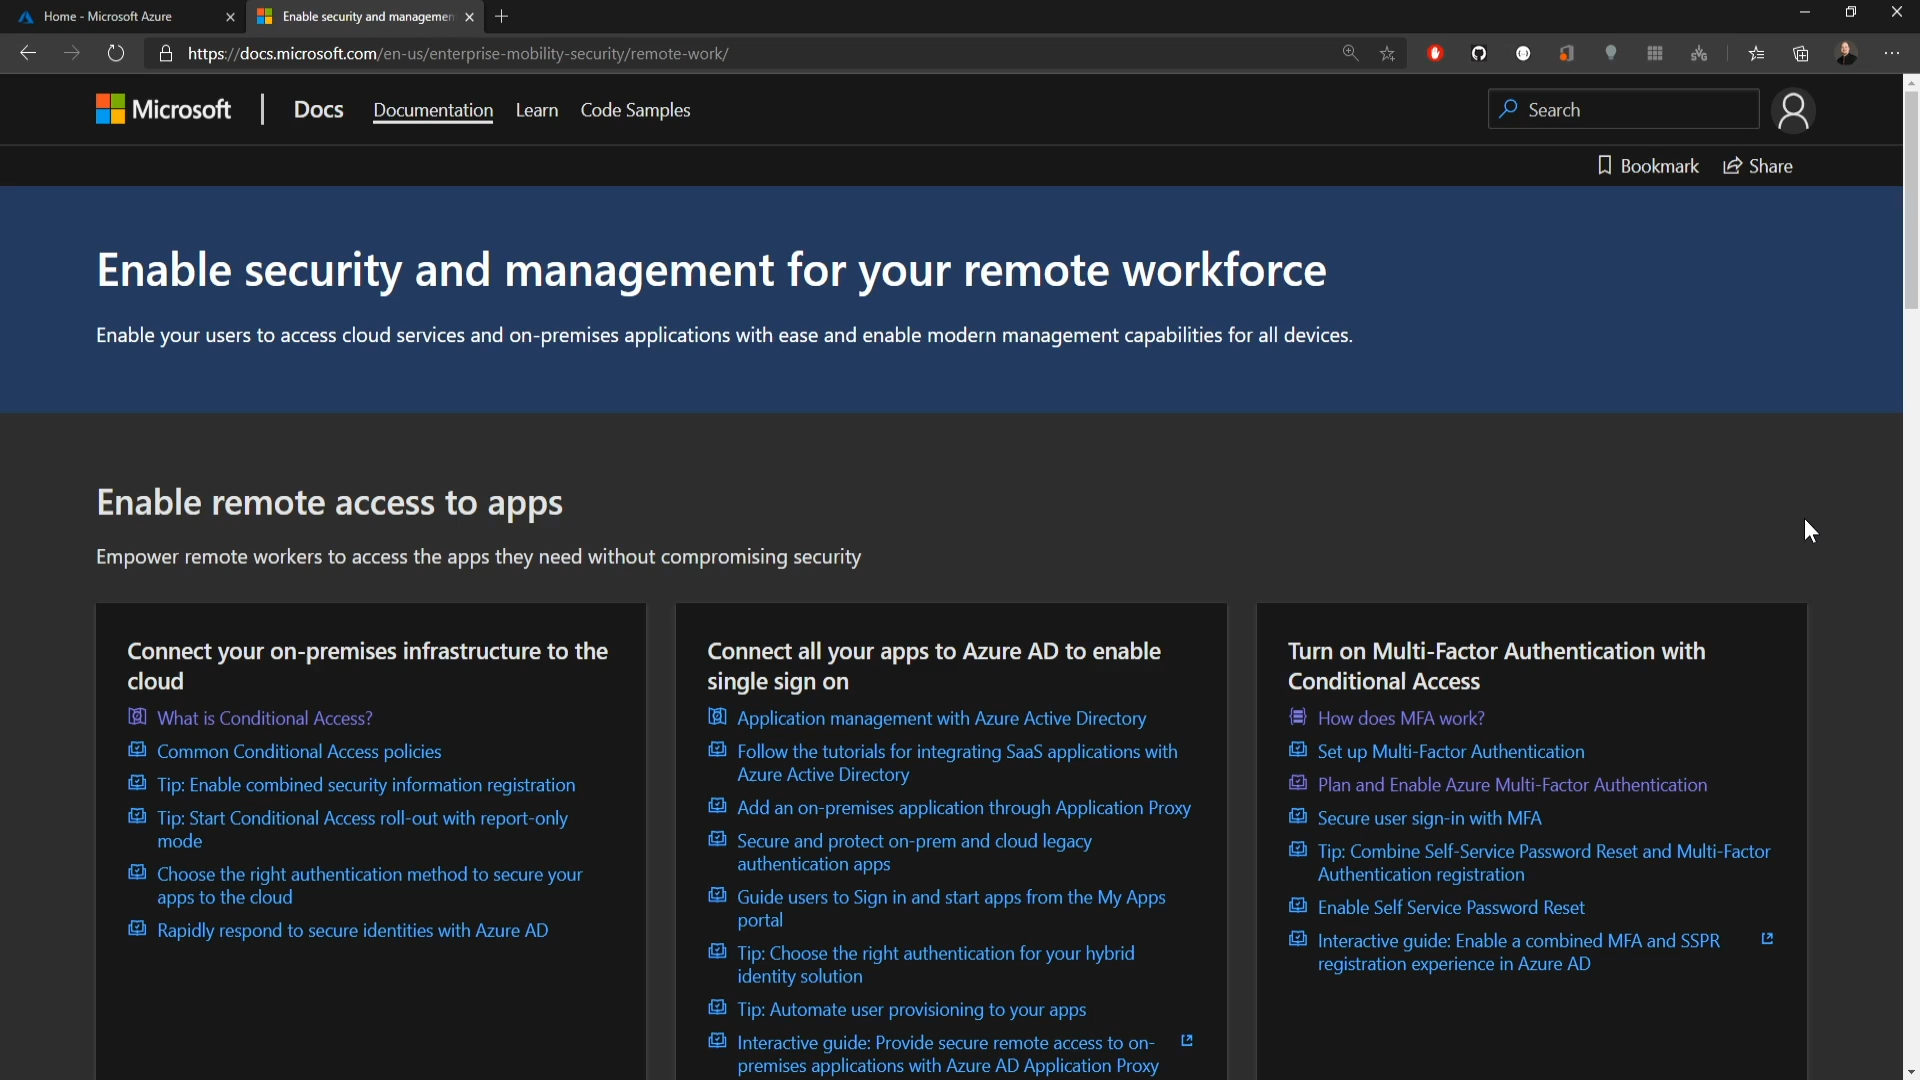 Home - Microsoft Azure
Enable security and managemen
https://docs.microsoft.com/en-us/enterprise-mobility-security/remote-work/
Microsoft
Docs
Documentation
Learn
Code Samples
Search
Bookmark
Share
Enable security and management for your remote workforce
Enable your users to access cloud services and on-premises applications with ease and enable modern management capabilities for all devices.
Enable remote access to apps
Empower remote workers to access the apps they need without compromising security
Connect your on-premises infrastructure to the
cloud
What is Conditional Access?
Common Conditional Access policies
Tip: Enable combined security information registration
Tip: Start Conditional Access roll-out with report-only
mode
Choose the right authentication method to secure your
apps to the cloud
Rapidly respond to secure identities with Azure AD
Connect all your apps to Azure AD to enable
single sign on
Application management with Azure Active Directory
Follow the tutorials for integrating SaaS applications with
Azure Active Directory
Add an on-premises application through Application Proxy
Secure and protect on-prem and cloud legacy
authentication apps
Guide users to Sign in and start apps from the My Apps
portal
Tip: Choose the right authentication for your hybrid
identity solution
Tip: Automate user provisioning to your apps
Interactive guide: Provide secure remote access to on-
premises applications with Azure AD Application Proxy
Turn on Multi-Factor Authentication with
Conditional Access
How does MFA work?
Set up Multi-Factor Authentication
Plan and Enable Azure Multi-Factor Authentication
Secure user sign-in with MFA
Tip: Combine Self-Service Password Reset and Multi-Factor
Authentication registration
Enable Self Service Password Reset
Interactive guide: Enable a combined MFA and SSPR
registration experience in Azure AD